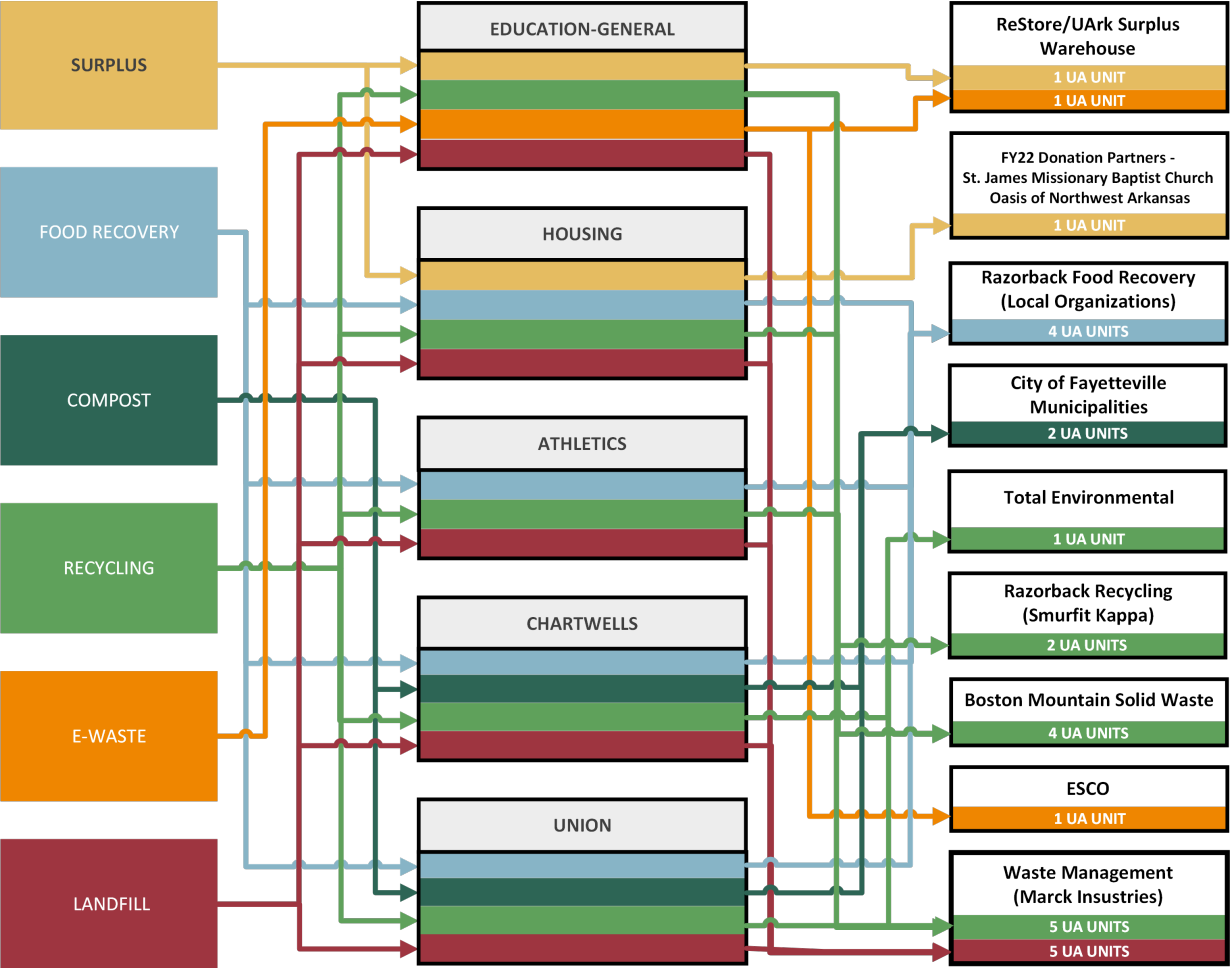 SURPLUS
FOOD RECOVERY
COMPOST
RECYCLING
E-WASTE
LANDFILL
EDUCATION-GENERAL
HOUSING
ATHLETICS
CHARTWELLS
UNION
ReStore/UArk Surplus
Warehouse
1 UA UNIT
1 UA UNIT
FY22 Donation Partners -
St. James Missionary Baptist Church
Oasis of Northwest Arkansas
1 UA UNIT
Razorback Food Recovery
(Local Organizations)
4 UA UNITS
City of Fayetteville
Municipalities
2 UA UNITS
Total Environmental
1 UA UNIT
Razorback Recycling
(Smurfit Kappa)
2 UA UNITS
Boston Mountain Solid Waste
4 UA UNITS
ESCO
1 UA UNIT
Waste Management
(Marck Insustries)
5 UA UNITS
5 UA UNITS